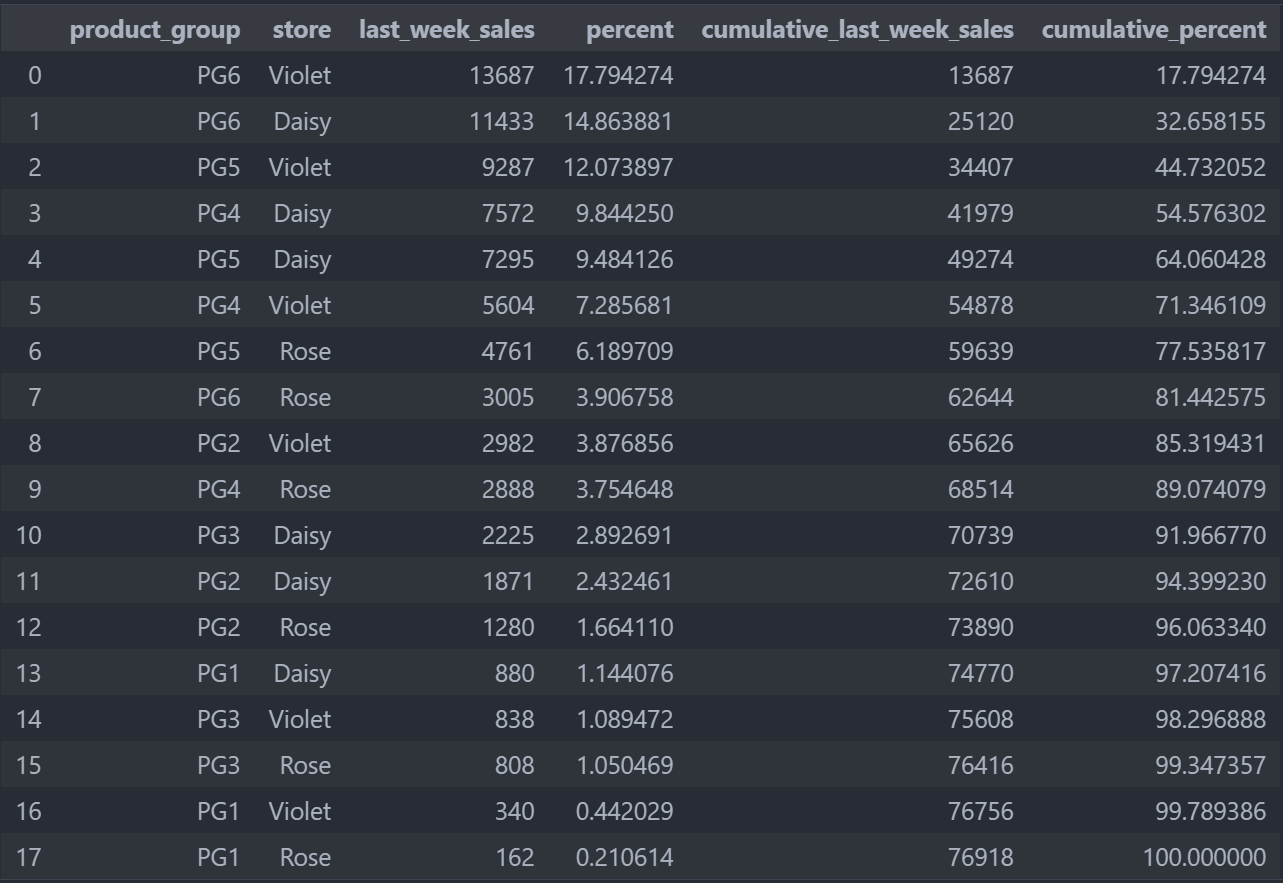 product_group store last_week_sales percent cumulative_last_week_sales cumulative_percent
0 PG6 Violet 13687 17.794274 13687 17.794274
1 PG6 Daisy 11433 14.863881 25120 32.658155
2 PG5 Violet 9287 12.073897 34407 44.732052
3 PG4 Daisy 7572 9.844250 41979 54.576302
4 PG5 Daisy 7295 9.484126 49274 64.060428
5 PG4 Violet 5604 7.285681 54878 71.346109
6 PG5 Rose 4761 6.189709 59639 77.535817
7 PG6 Rose 3005 3.906758 62644 81.442575
8 PG2 Violet 2982 3.876856 65626 85.319431
9 PG4 Rose 2888 3.754648 68514 89.074079
10 PG3 Daisy 2225 2.892691 70739 91.966770
11 PG2 Daisy 1871 2.432461 72610 94.399230
12 PG2 Rose 1280 1.664110 73890 96.063340
13 PG1 Daisy 880 1.144076 74770 97.207416
14 PG3 Violet 838 1.089472 75608 98.296888
15 PG3 Rose 808 1.050469 76416 99.347357
16 PG1 Violet 340 0.442029 76756 99.789386
17 PG1 Rose 162 0.210614 76918 100.000000